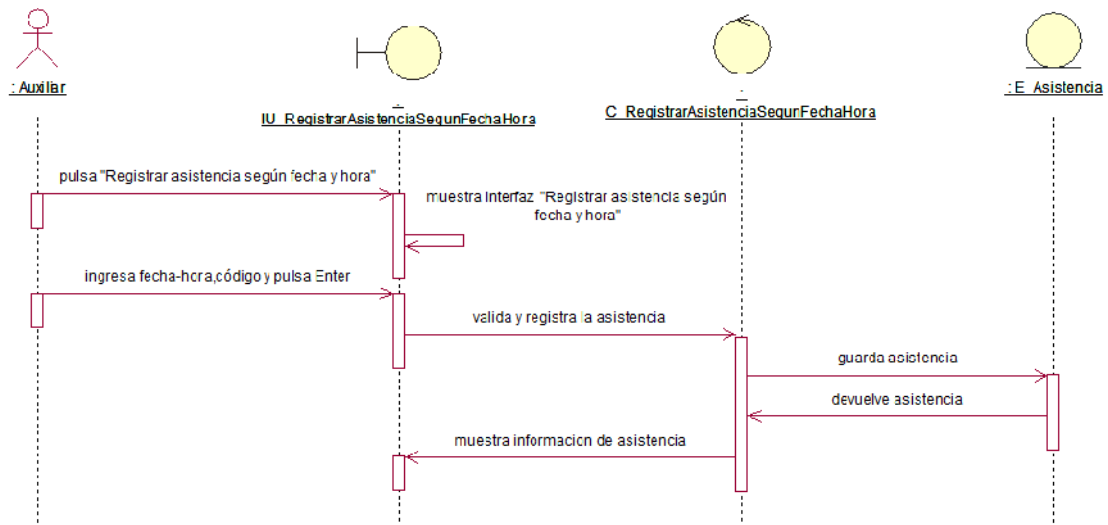 : Auxiliar
:
IU_RegistrarAsistenciaSegunFechaHora
:
C_RegistrarAsistenciaSegunFechaHora
: E_Asistencia
pulsa "Registrar asistencia según fecha y hora"
muestra interfaz "Registrar asistencia según
fecha y hora"
ingresa fecha-hora,código y pulsa Enter
valida y registra la asistencia
guarda asistencia
devuelve asistencia
muestra informacion de asistencia